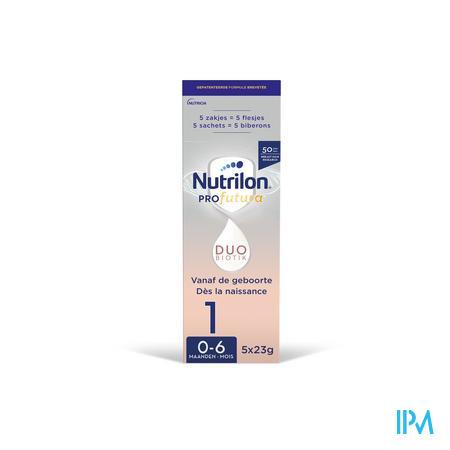 GEPATENTEERDE FORMULE BREVETÉE
NUTRICIA
5 zakjes = 5 flesjes
5 sachets = 5 biberons
50
Nutrilon
PROfutura
DUO
BIOTIK
Vanaf de geboorte
Dès la naissance
1
0-6
MAANDEN - MOIS
5x23g
IPM